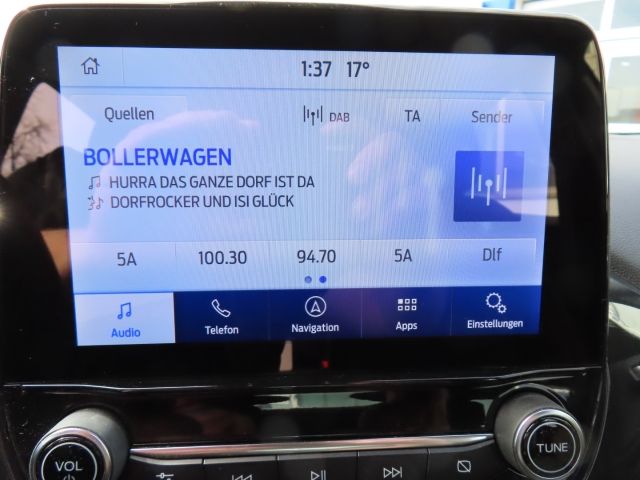 1:37 17°
Quellen DAB TA Sender
BOLLERWAGEN
HURRA DAS GANZE DORF IST DA
DORFROCKER UND ISI GLÜCK
5A 100.30 94.70 5A Dlf
Audio Telefon Navigation Apps Einstellungen
VOL TUNE